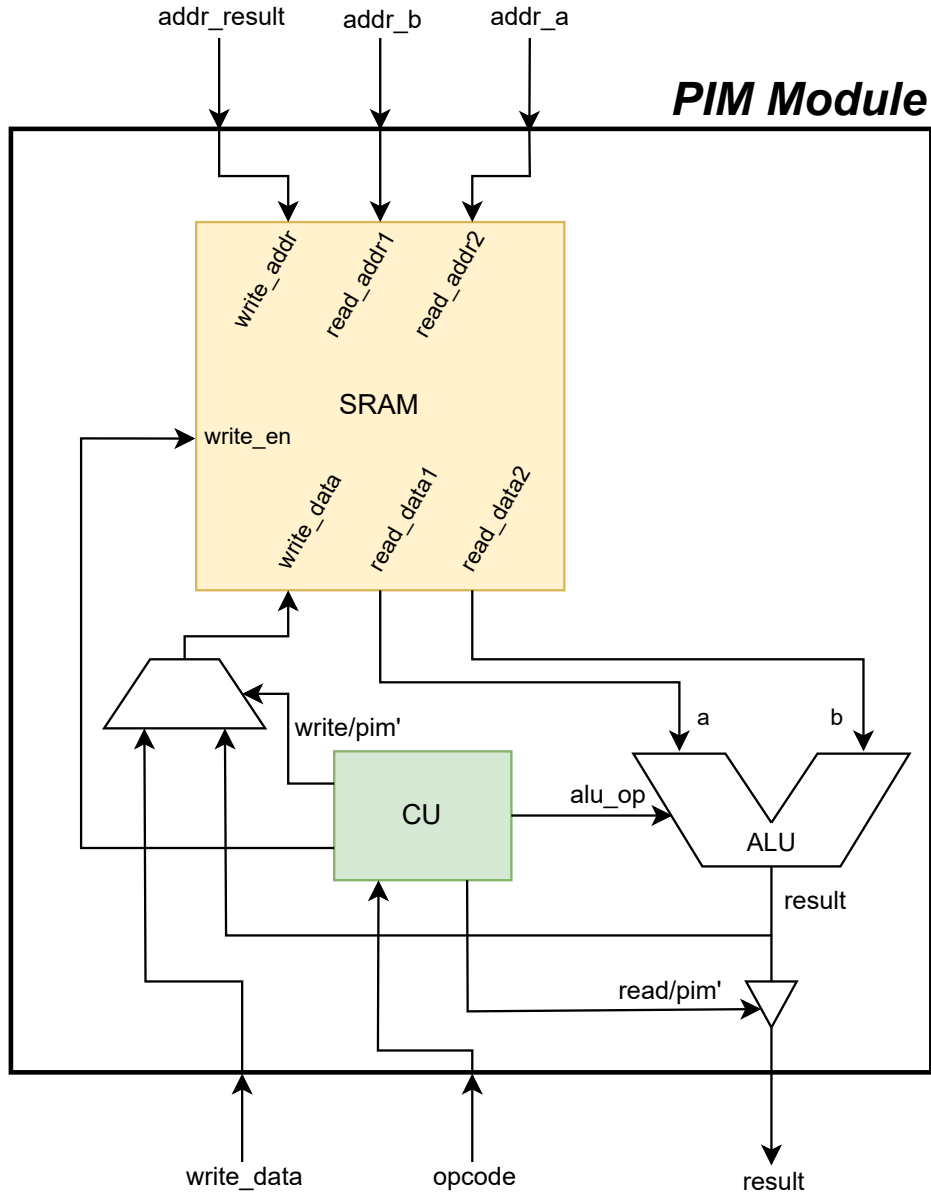 addr_result
addr_b
addr_a
PIM Module
write_addr
read_addr1
read_addr2
SRAM
write_en
write_data
read_data1
read_data2
write/pim'
a
b
CU
alu_op
ALU
result
read/pim'
write_data
opcode
result